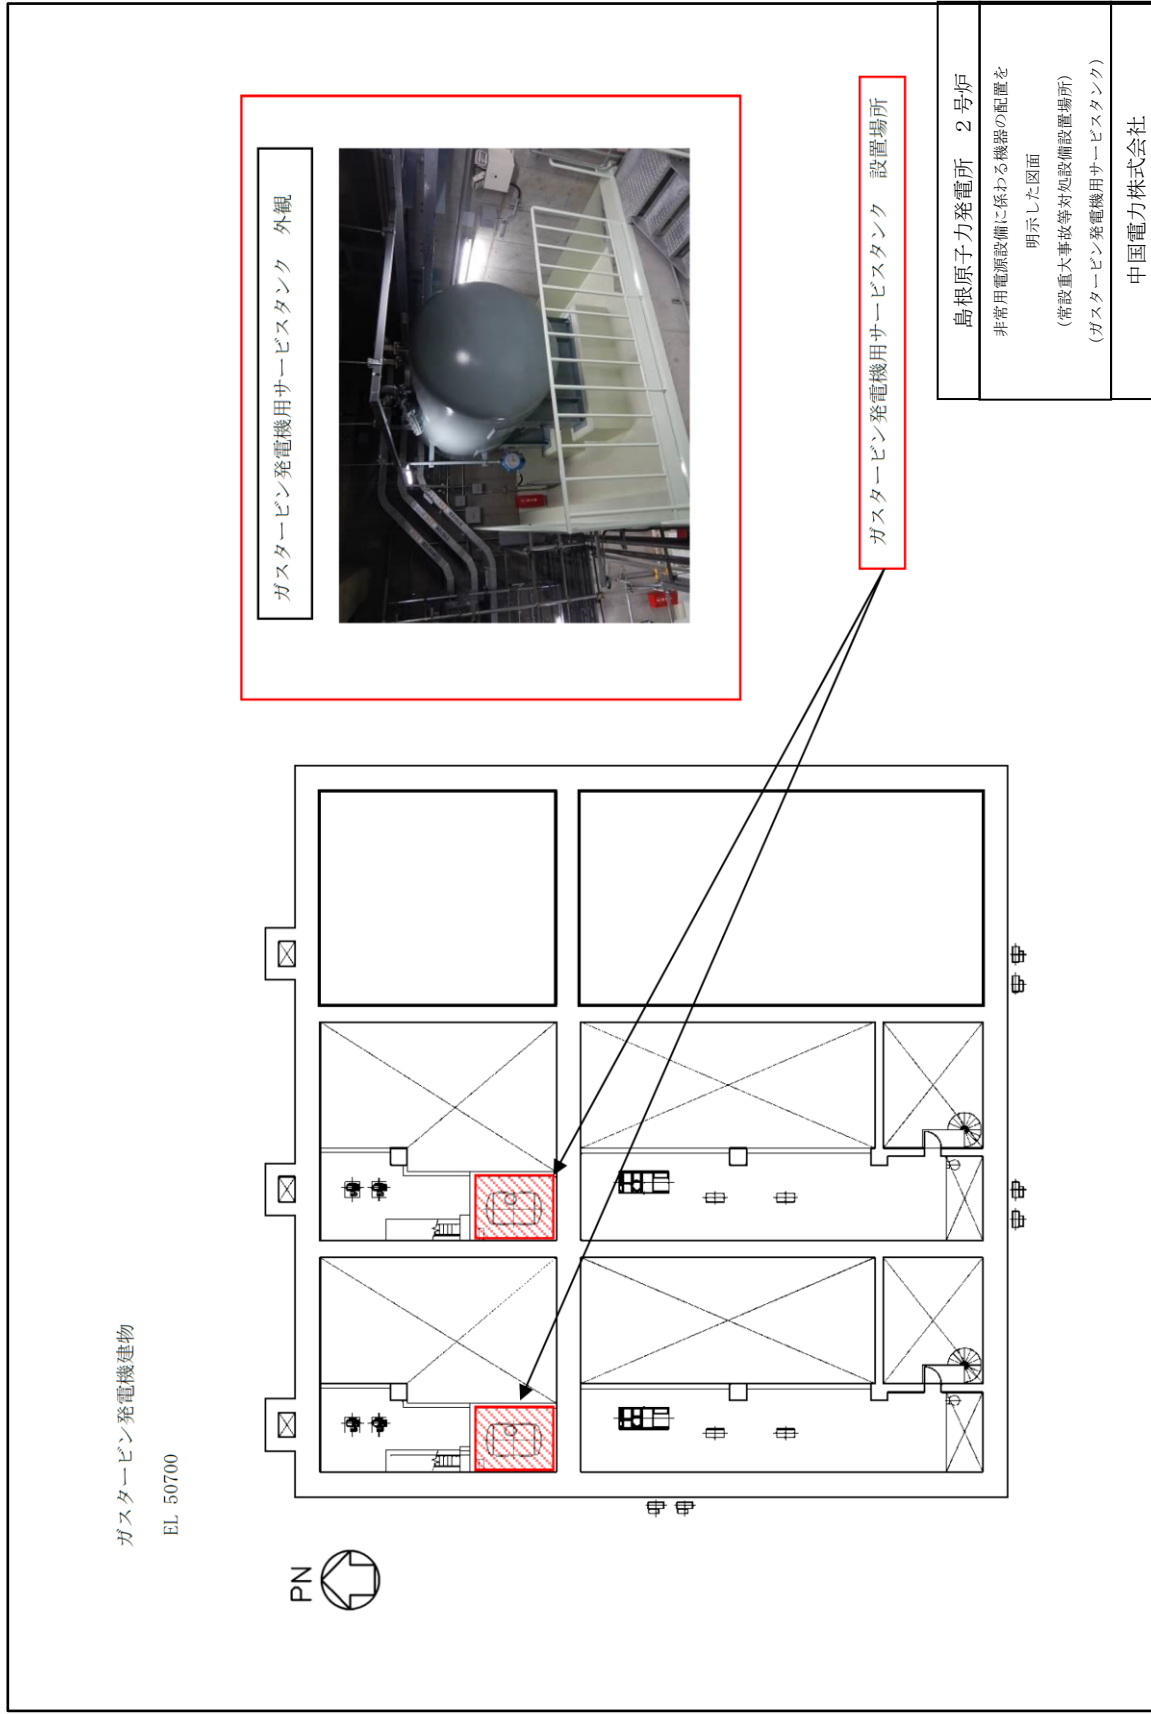 ガスタービン発電機建物
EL 50700
PN
ガスタービン発電機用サービスタンク 外観
ガスタービン発電機用サービスタンク 設置場所
島根原子力発電所 2号炉
非常用電源設備に係わる機器の配置を
明示した図面
(常設重大事故等対処設備設置場所)
(ガスタービン発電機用サービスタンク)
中国電力株式会社